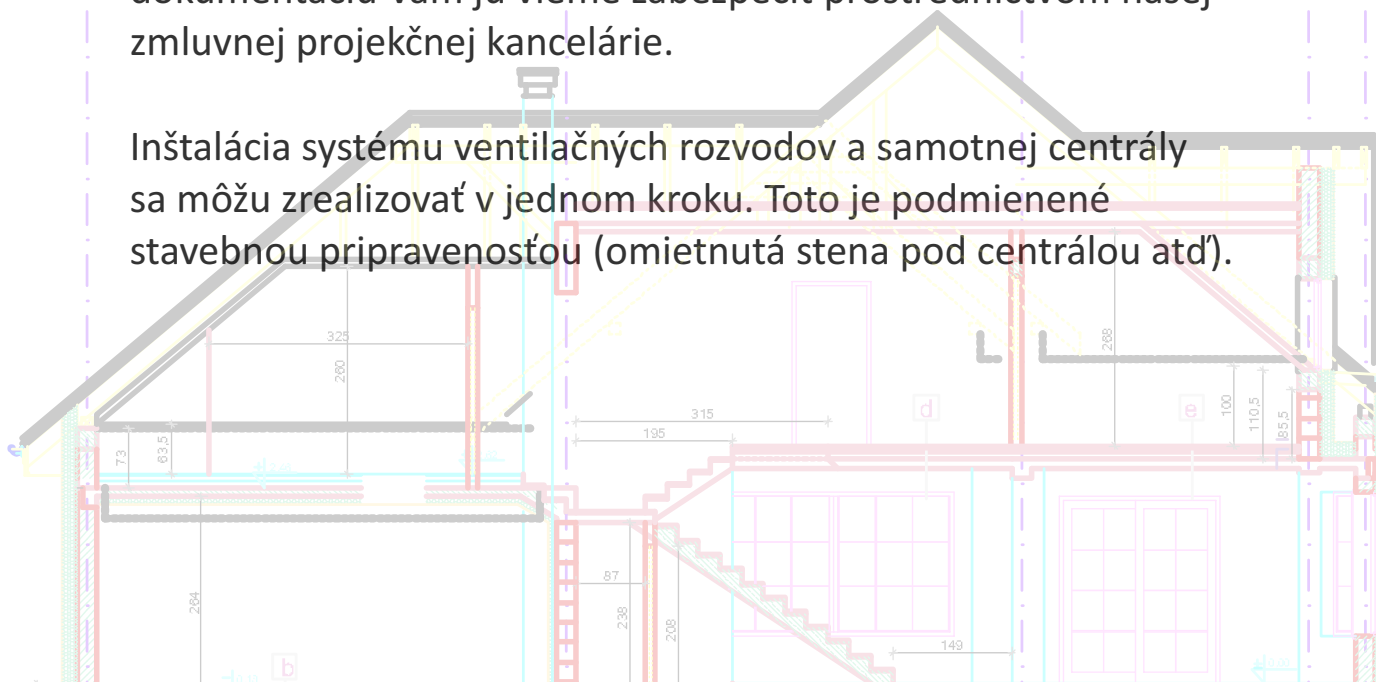 zmluvnej projekčnej kancelárie.
Inštalácia systému ventilačných rozvodov a samotnej centrály
sa môžu zrealizovať v jednom kroku. Toto je podmienené
stavebnou pripravenosťou (omietnutá stena pod centrálou atď).
325
260
268
315
195
d
e
100
110,5
85,5
73
63,5
264
87
238
208
149
b